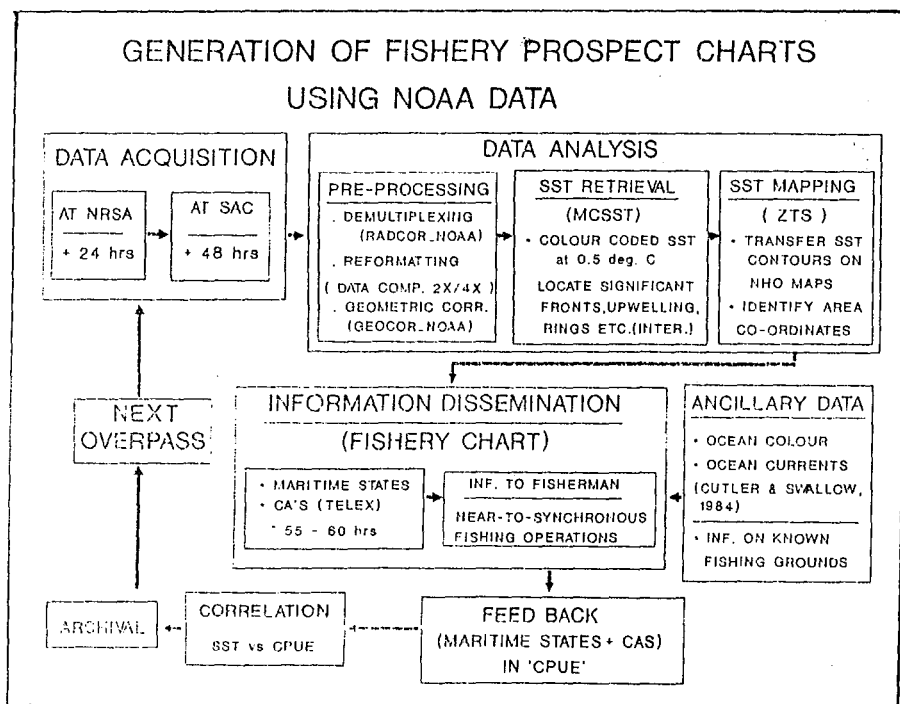 GENERATION OF FISHERY PROSPECT CHARTS
USING NOAA DATA
DATA ACQUISITION
AT NRSA
+ 24 hrs
AT SAC
+ 48 hrs
DATA ANALYSIS
PRE-PROCESSING
. DEMULTIPLEXING
(RADCOR_NOAA)
. REFORMATTING
( DATA COMP. 2X/4X )
. GEOMETRIC CORR.
(GEOCOR_NOAA)
SST RETRIEVAL
(MCSST)
• COLOUR CODED SST
at 0.5 deg. C
LOCATE SIGNIFICANT
FRONTS,UPWELLING,
RINGS ETC.(INTER.)
SST MAPPING
( ZTS )
• TRANSFER SST
CONTOURS ON
NHO MAPS
• IDENTIFY AREA
CO-ORDINATES
NEXT
OVERPASS
INFORMATION DISSEMINATION
(FISHERY CHART)
• MARITIME STATES
• CA'S (TELEX)
~ 55 - 60 hrs
INF. TO FISHERMAN
NEAR-TO-SYNCHRONOUS
FISHING OPERATIONS
ANCILLARY DATA
• OCEAN COLOUR
• OCEAN CURRENTS
(CUTLER & SWALLOW,
1984)
• INF. ON KNOWN
FISHING GROUNDS
ARCHIVAL
CORRELATION
SST vs CPUE
FEED BACK
(MARITIME STATES + CAS)
IN 'CPUE'